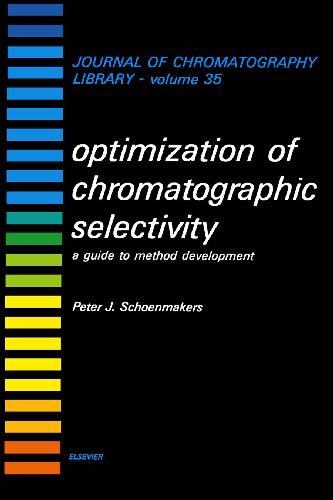 JOURNAL OF CHROMATOGRAPHY
LIBRARY - volume 35
optimization of
chromatographic
selectivity
a guide to method development
Peter J. Schoenmakers
ELSEVIER